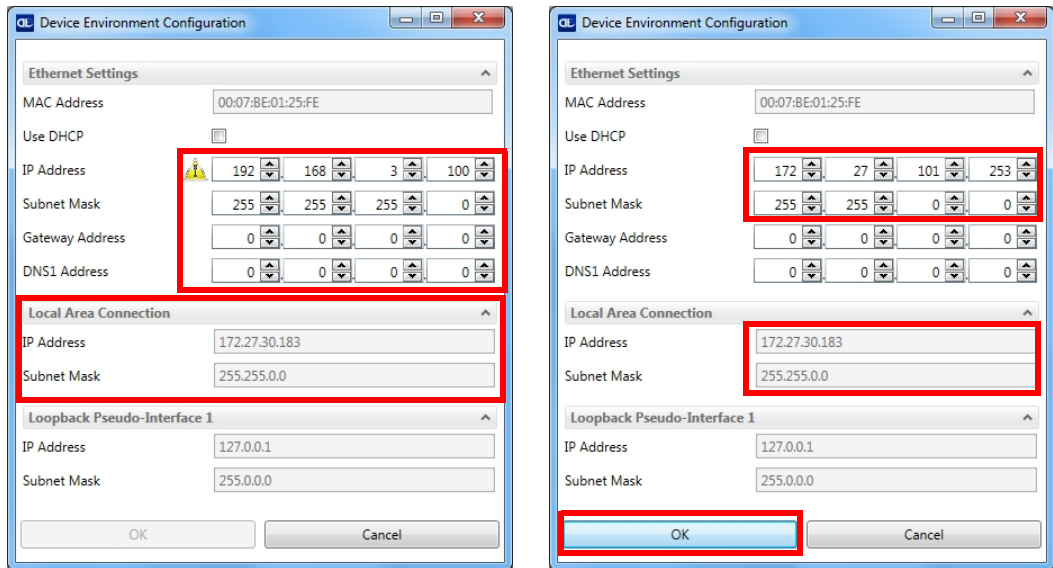 Device Environment Configuration
Ethernet Settings
MAC Address 00:07:BE:01:25:FE
Use DHCP
IP Address 192 . 168 . 3 . 100
Subnet Mask 255 . 255 . 255 . 0
Gateway Address 0 . 0 . 0 . 0
DNS1 Address 0 . 0 . 0 . 0
Local Area Connection
IP Address 172.27.30.183
Subnet Mask 255.255.0.0
Loopback Pseudo-Interface 1
IP Address 127.0.0.1
Subnet Mask 255.0.0.0
OK Cancel
Device Environment Configuration
Ethernet Settings
MAC Address 00:07:BE:01:25:FE
Use DHCP
IP Address 172 . 27 . 101 . 253
Subnet Mask 255 . 255 . 0 . 0
Gateway Address 0 . 0 . 0 . 0
DNS1 Address 0 . 0 . 0 . 0
Local Area Connection
IP Address 172.27.30.183
Subnet Mask 255.255.0.0
Loopback Pseudo-Interface 1
IP Address 127.0.0.1
Subnet Mask 255.0.0.0
OK Cancel